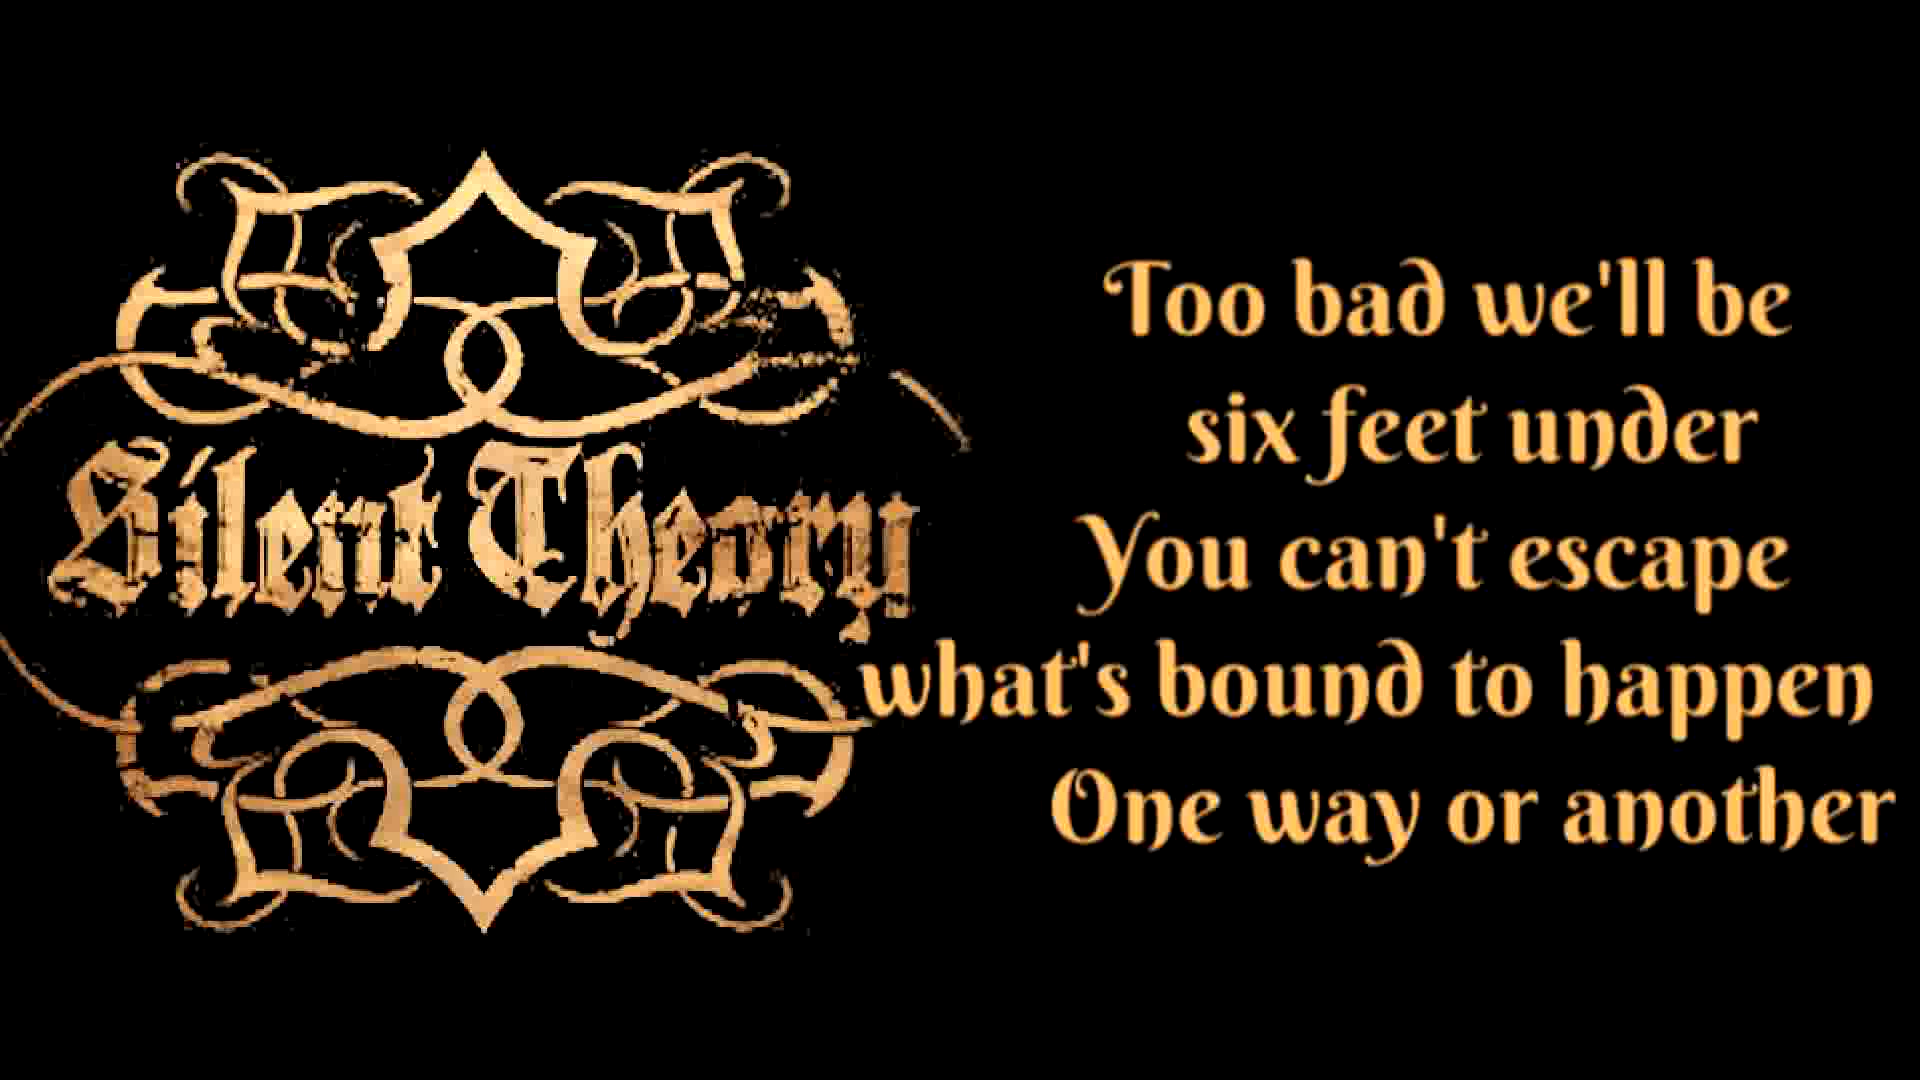 Silent Theory
Too bad we'll be
six feet under
You can't escape
what's bound to happen
One way or another